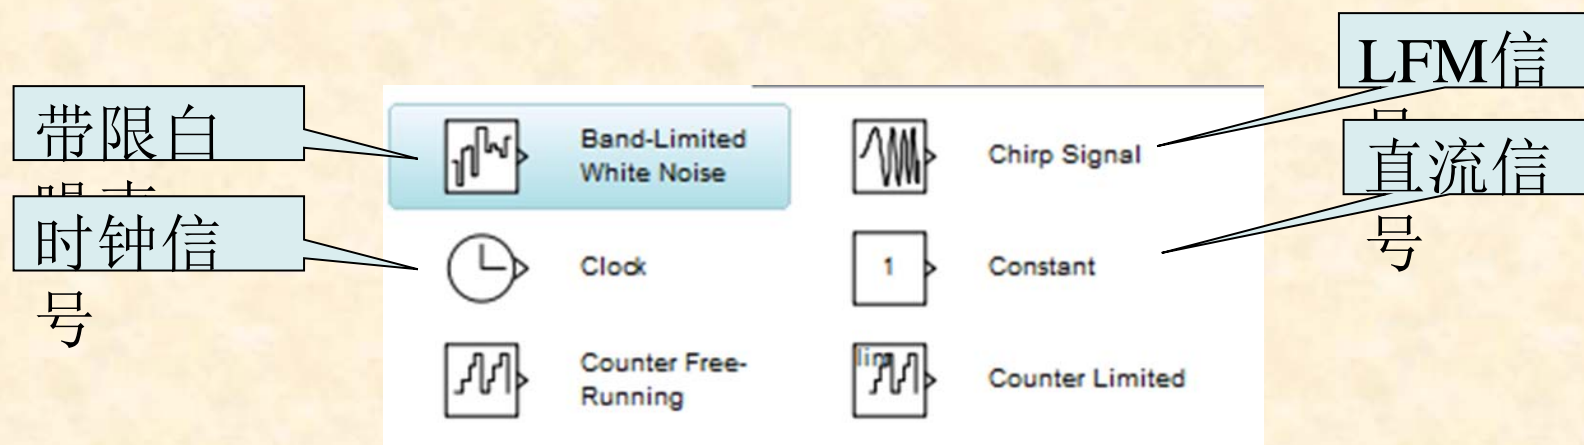 带限白
时钟信
号
Band-Limited
White Noise
Clock
Counter Free-
Running
Chirp Signal
1
Constant
lim
Counter Limited
LFM信
直流信
号